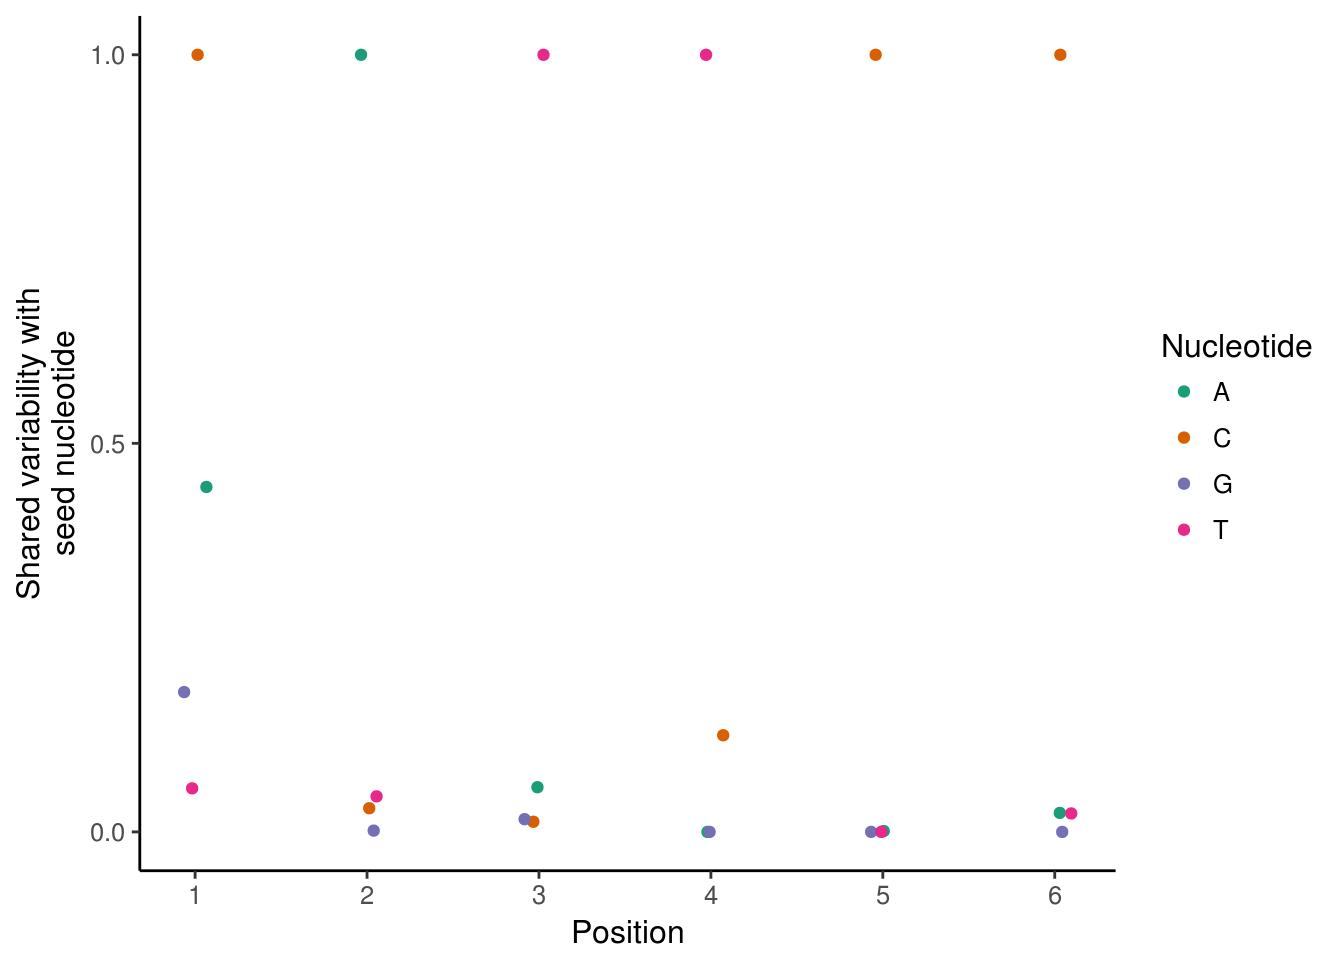 1.0
0.5
0.0
Shared variability with
seed nucleotide
1 2 3 4 5 6
Position
Nucleotide
A
C
G
T